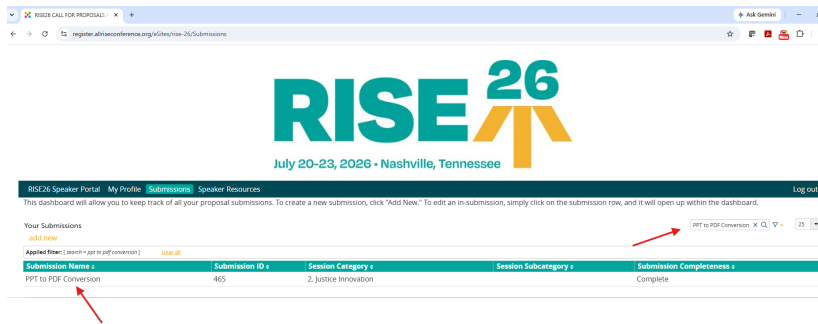 RISE26 CALL FOR PROPOSALS
Ask Gemini
register.allriseconference.org/eSites/rise-26/Submissions
RISE 26
July 20-23, 2026 • Nashville, Tennessee
RISE26 Speaker Portal My Profile Submissions Speaker Resources Log out
This dashboard will allow you to keep track of all your proposal submissions. To create a new submission, click "Add New." To edit an in-submission, simply click on the submission row, and it will open up within the dashboard.
Your Submissions PPT to PDF Conversion 25
add new
Applied filter: [ search = ppt to pdf conversion ] clear all
Submission Name Submission ID Session Category Session Subcategory Submission Completeness
PPT to PDF Conversion 465 2. Justice Innovation Complete